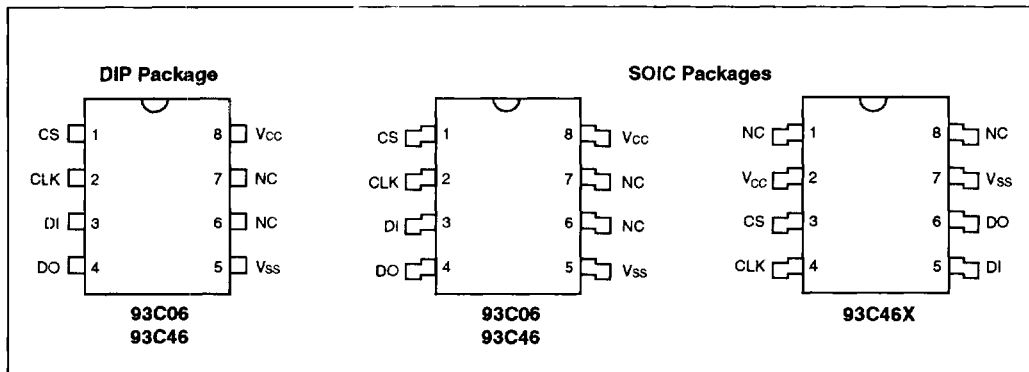 DIP Package
CS 1 8 VCC
CLK 2 7 NC
DI 3 6 NC
DO 4 5 VSS
93C06
93C46
SOIC Packages
CS 1 8 VCC
CLK 2 7 NC
DI 3 6 NC
DO 4 5 VSS
93C06
93C46
NC 1 8 NC
VCC 2 7 VSS
CS 3 6 DO
CLK 4 5 DI
93C46X